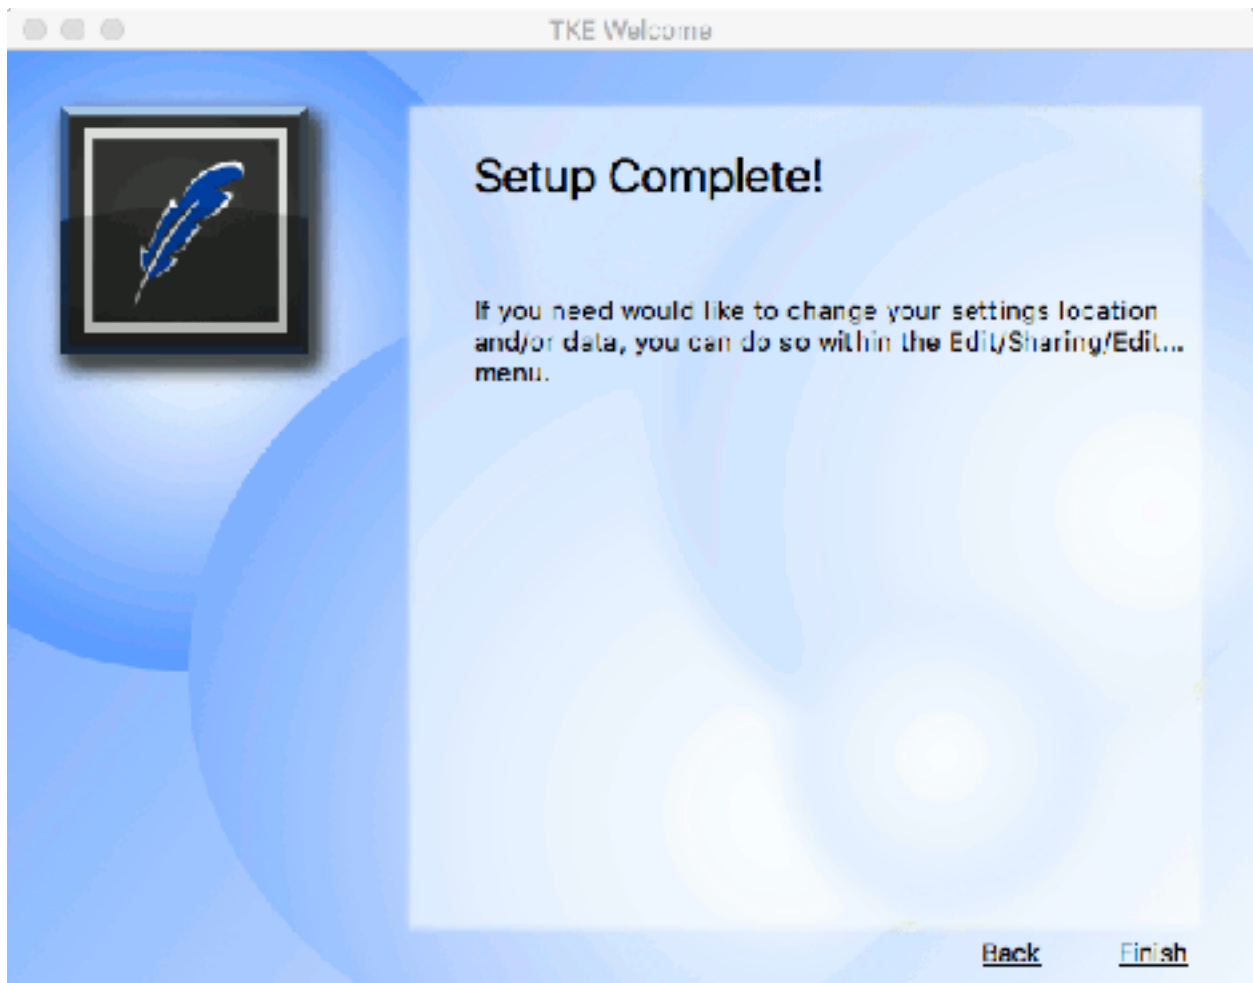 TKE Welcome
Setup Complete!
If you need would like to change your settings location
and/or data, you can do so within the Edit/Sharing/Edit...
menu.
Back
Finish